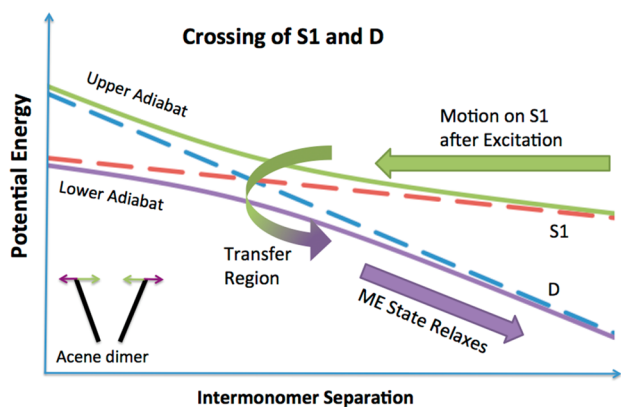 Crossing of S1 and D
Upper Adiabat
Motion on S1
after Excitation
Potential Energy
Lower Adiabat
S1
Transfer
Region
D
ME State Relaxes
Acene dimer
Intermonomer Separation